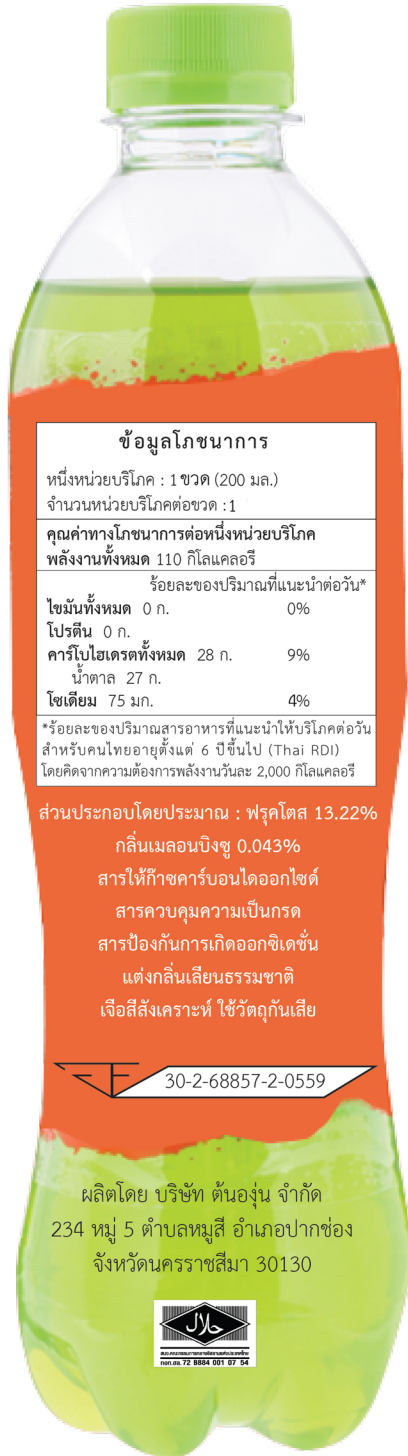 ข้อมูลโภชนาการ
หนึ่งหน่วยบริโภค : 1 ขวด (200 มล.)
จำนวนหน่วยบริโภคต่อขวด : 1
คุณค่าทางโภชนาการต่อหนึ่งหน่วยบริโภค
พลังงานทั้งหมด 110 กิโลแคลอรี
ร้อยละของปริมาณที่แนะนำต่อวัน*
ไขมันทั้งหมด 0 ก. 0%
โปรตีน 0 ก.
คาร์โบไฮเดรตทั้งหมด 28 ก. 9%
น้ำตาล 27 ก.
โซเดียม 75 มก. 4%
*ร้อยละของปริมาณสารอาหารที่แนะนำให้บริโภคต่อวัน
สำหรับคนไทยอายุตั้งแต่ 6 ปีขึ้นไป (Thai RDI)
โดยคิดจากความต้องการพลังงานวันละ 2,000 กิโลแคลอรี
ส่วนประกอบโดยประมาณ : ฟรุคโตส 13.22%
กลิ่นเมลอนบิงซู 0.043%
สารให้ก๊าซคาร์บอนไดออกไซด์
สารควบคุมความเป็นกรด
สารป้องกันการเกิดออกซิเดชั่น
แต่งกลิ่นเลียนธรรมชาติ
เจือสีสังเคราะห์ ใช้วัตถุกันเสีย
30-2-68857-2-0559
ผลิตโดย บริษัท ต้นองุ่น จำกัด
234 หมู่ 5 ตำบลหมูสี อำเภอปากช่อง
จังหวัดนครราชสีมา 30130
حلال
กอท.ฮล. 72 8884 001 07 54